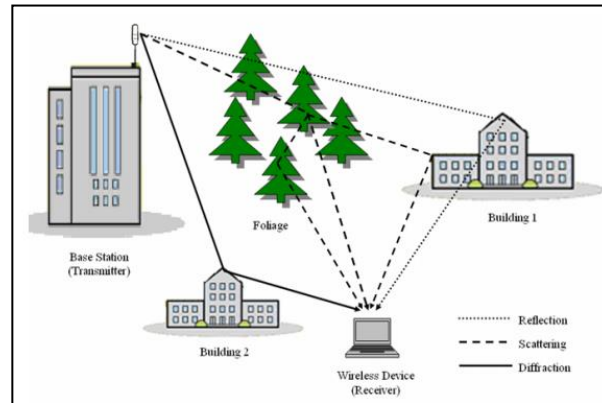 Foliage
Building 1
Base Station
(Transmitter)
Building 2
Wireless Device
(Receiver)
Reflection
Scattering
Diffraction